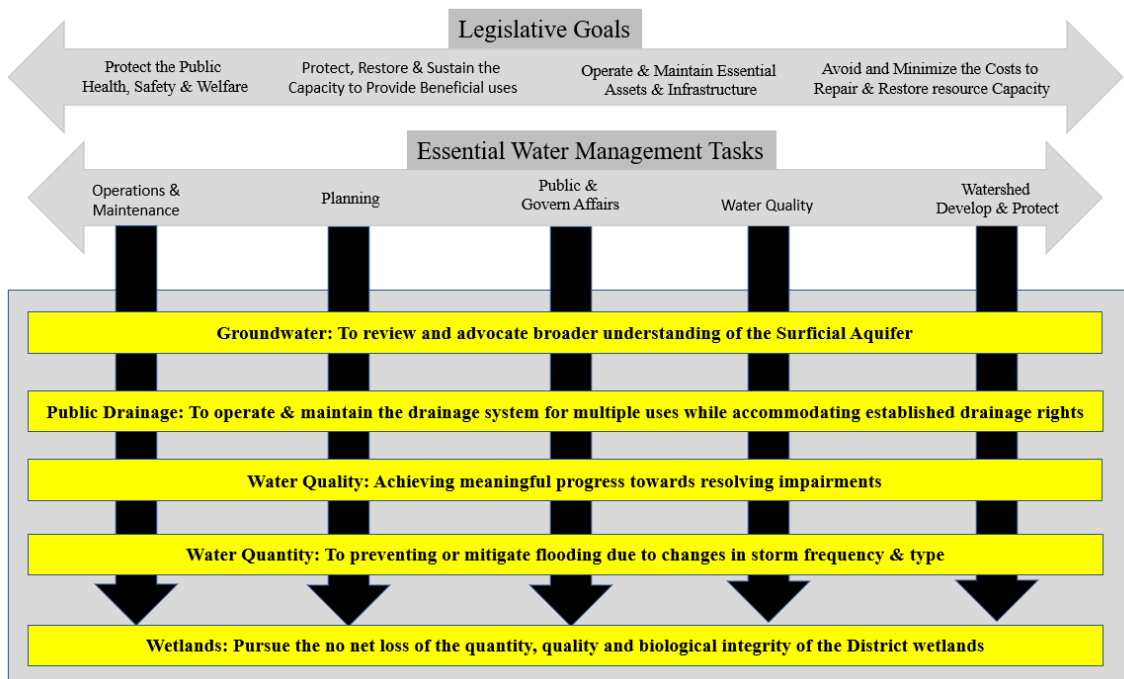 Legislative Goals
Protect the Public
Health, Safety & Welfare
Protect, Restore & Sustain the
Capacity to Provide Beneficial uses
Operate & Maintain Essential
Assets & Infrastructure
Avoid and Minimize the Costs to
Repair & Restore resource Capacity
Essential Water Management Tasks
Operations &
Maintenance
Planning
Public &
Govern Affairs
Water Quality
Watershed
Develop & Protect
Groundwater: To review and advocate broader understanding of the Surficial Aquifer
Public Drainage: To operate & maintain the drainage system for multiple uses while accommodating established drainage rights
Water Quality: Achieving meaningful progress towards resolving impairments
Water Quantity: To preventing or mitigate flooding due to changes in storm frequency & type
Wetlands: Pursue the no net loss of the quantity, quality and biological integrity of the District wetlands